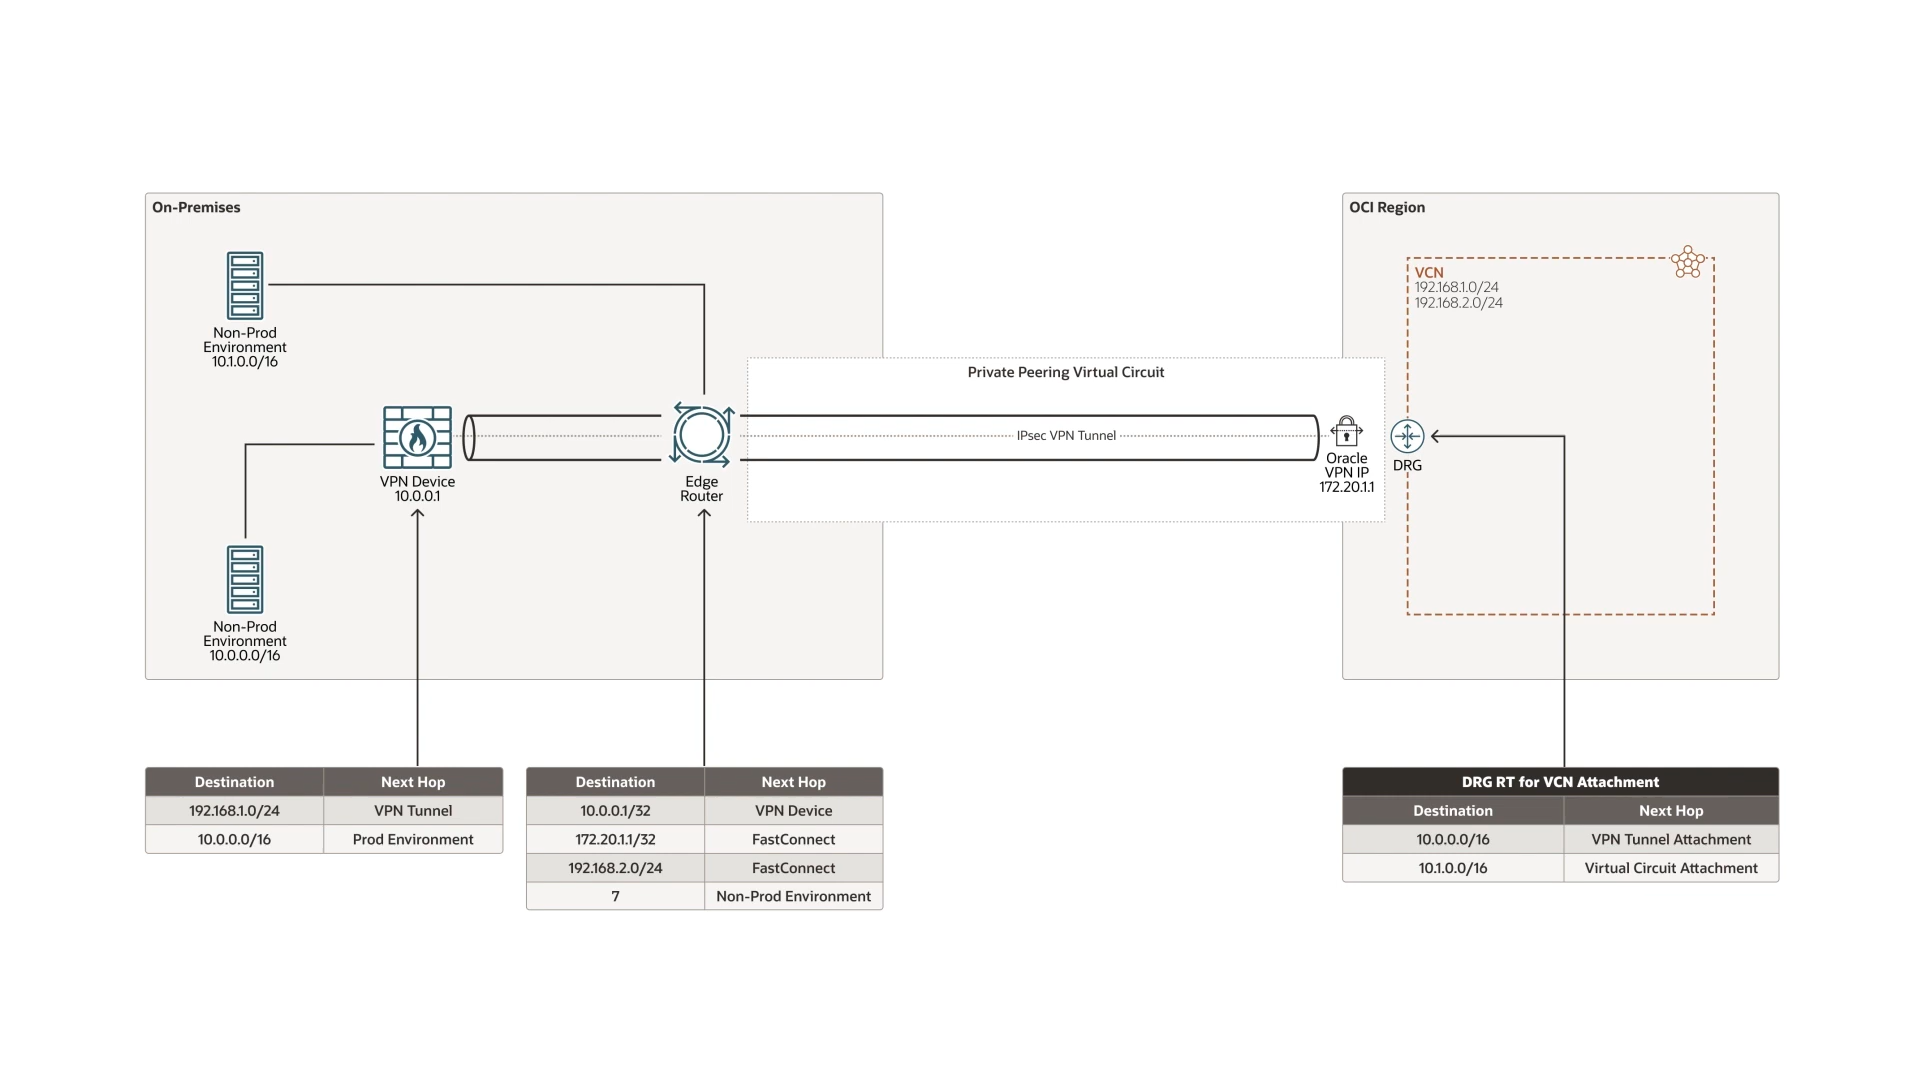 On-Premises
Non-Prod
Environment
10.1.0.0/16
VPN Device
10.0.0.1
Edge
Router
Non-Prod
Environment
10.0.0.0/16
Private Peering Virtual Circuit
IPsec VPN Tunnel
Oracle
VPN IP
172.20.1.1
OCI Region
VCN
192.168.1.0/24
192.168.2.0/24
DRG
Destination Next Hop
192.168.1.0/24 VPN Tunnel
10.0.0.0/16 Prod Environment
Destination Next Hop
10.0.0.1/32 VPN Device
172.20.1.1/32 FastConnect
192.168.2.0/24 FastConnect
7 Non-Prod Environment
DRG RT for VCN Attachment
Destination Next Hop
10.0.0.0/16 VPN Tunnel Attachment
10.1.0.0/16 Virtual Circuit Attachment